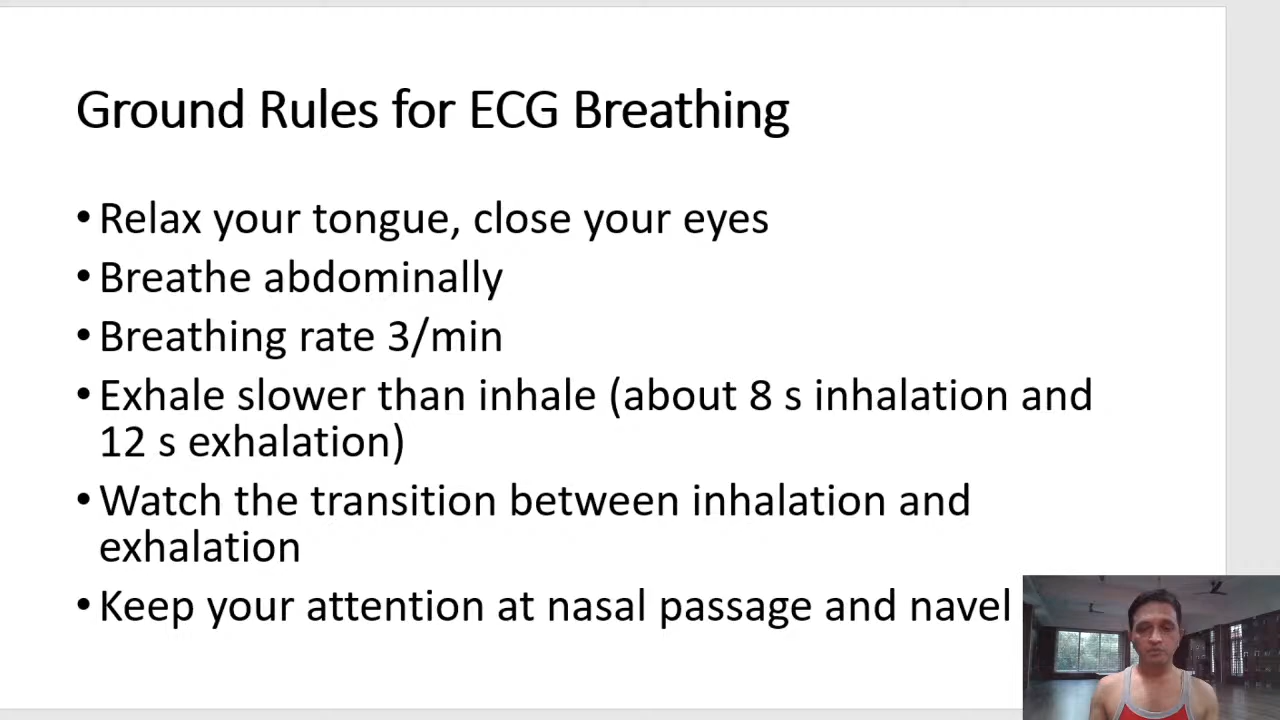 Ground Rules for ECG Breathing
• Relax your tongue, close your eyes
• Breathe abdominally
• Breathing rate 3/min
• Exhale slower than inhale (about 8 s inhalation and
12 s exhalation)
• Watch the transition between inhalation and
exhalation
• Keep your attention at nasal passage and navel